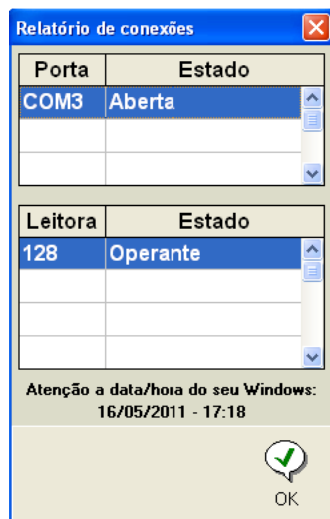 Relatório de conexões
Porta Estado
COM3 Aberta
Leitora Estado
128 Operante
Atenção a data/hora do seu Windows:
16/05/2011 - 17:18
OK